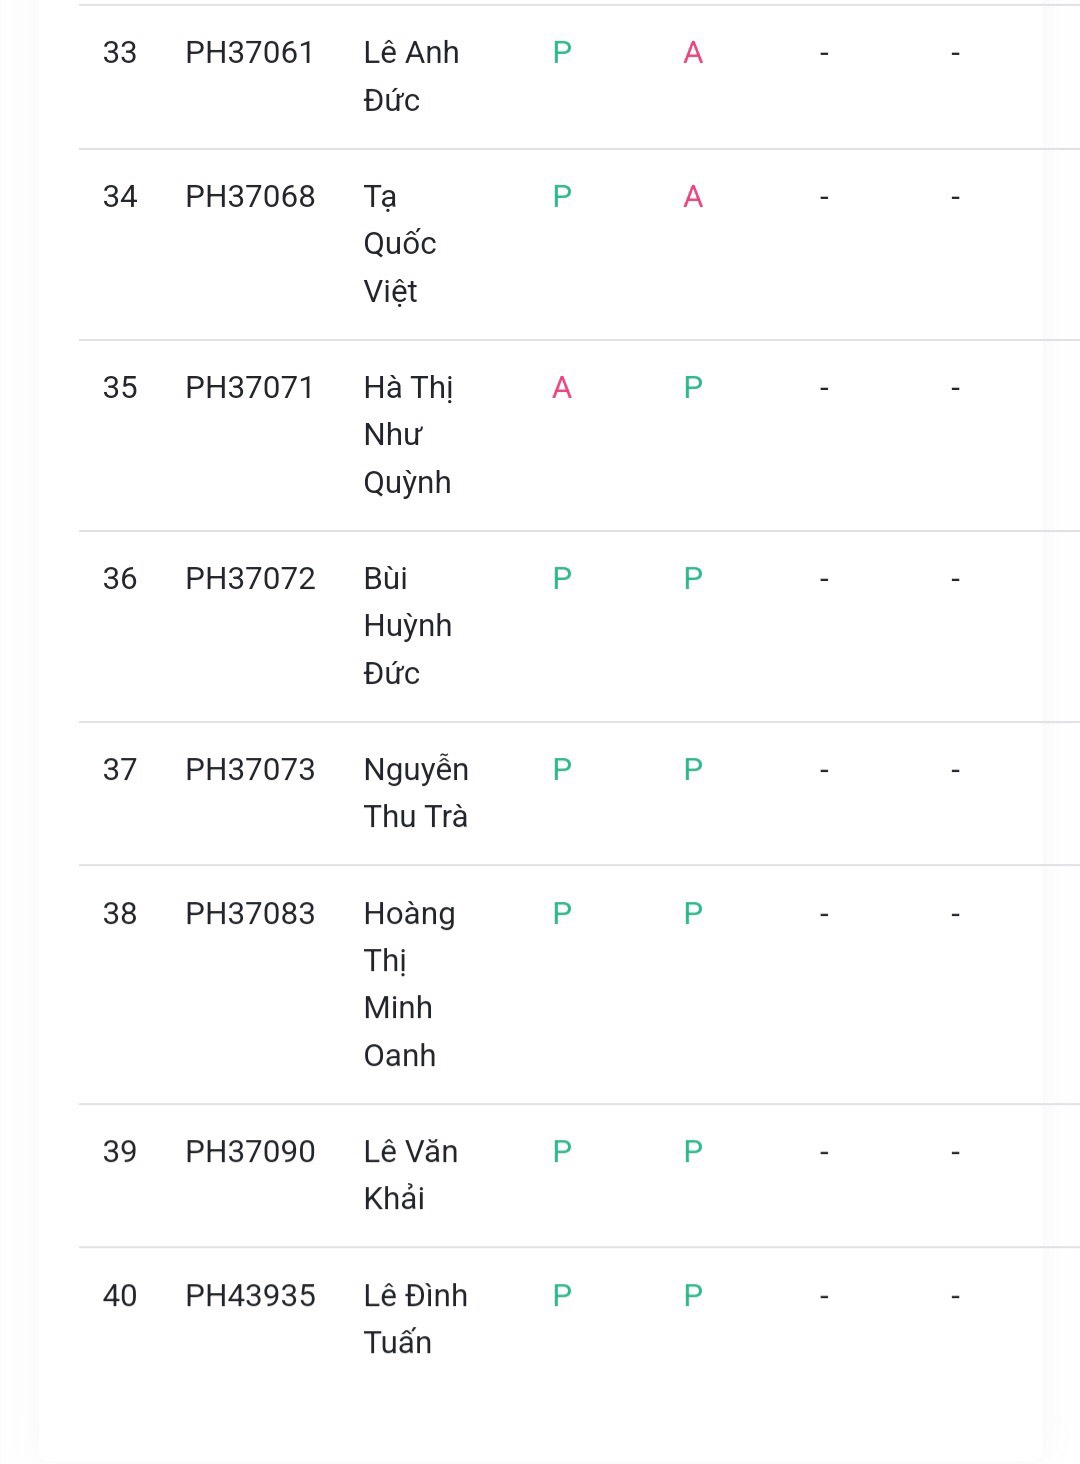 33 PH37061 Lê Anh P A - -
Đức
34 PH37068 Tạ P A - -
Quốc
Việt
35 PH37071 Hà Thị A P - -
Như
Quỳnh
36 PH37072 Bùi P P - -
Huỳnh
Đức
37 PH37073 Nguyễn P P - -
Thu Trà
38 PH37083 Hoàng P P - -
Thị
Minh
Oanh
39 PH37090 Lê Văn P P - -
Khải
40 PH43935 Lê Đình P P - -
Tuấn